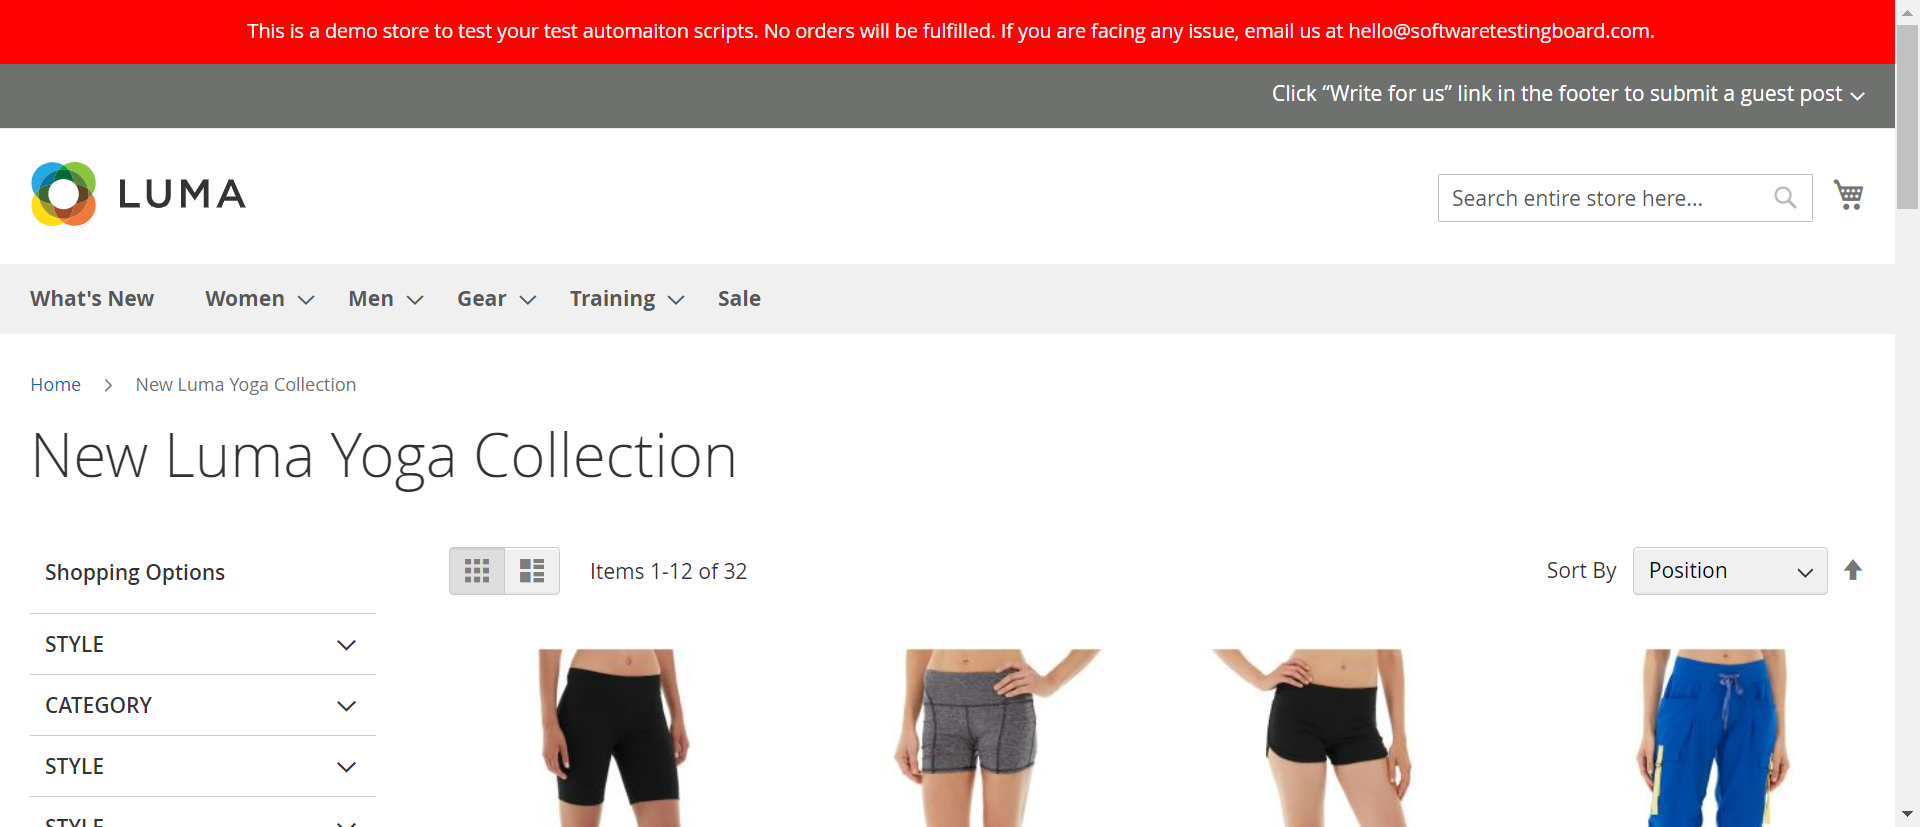 This is a demo store to test your test automaiton scripts. No orders will be fulfilled. If you are facing any issue, email us at hello@softwaretestingboard.com.
Click “Write for us” link in the footer to submit a guest post
LUMA
Search entire store here...
What's New Women Men Gear Training Sale
Home New Luma Yoga Collection
New Luma Yoga Collection
Shopping Options
Items 1-12 of 32
Sort By Position
STYLE
CATEGORY
STYLE
STYLE